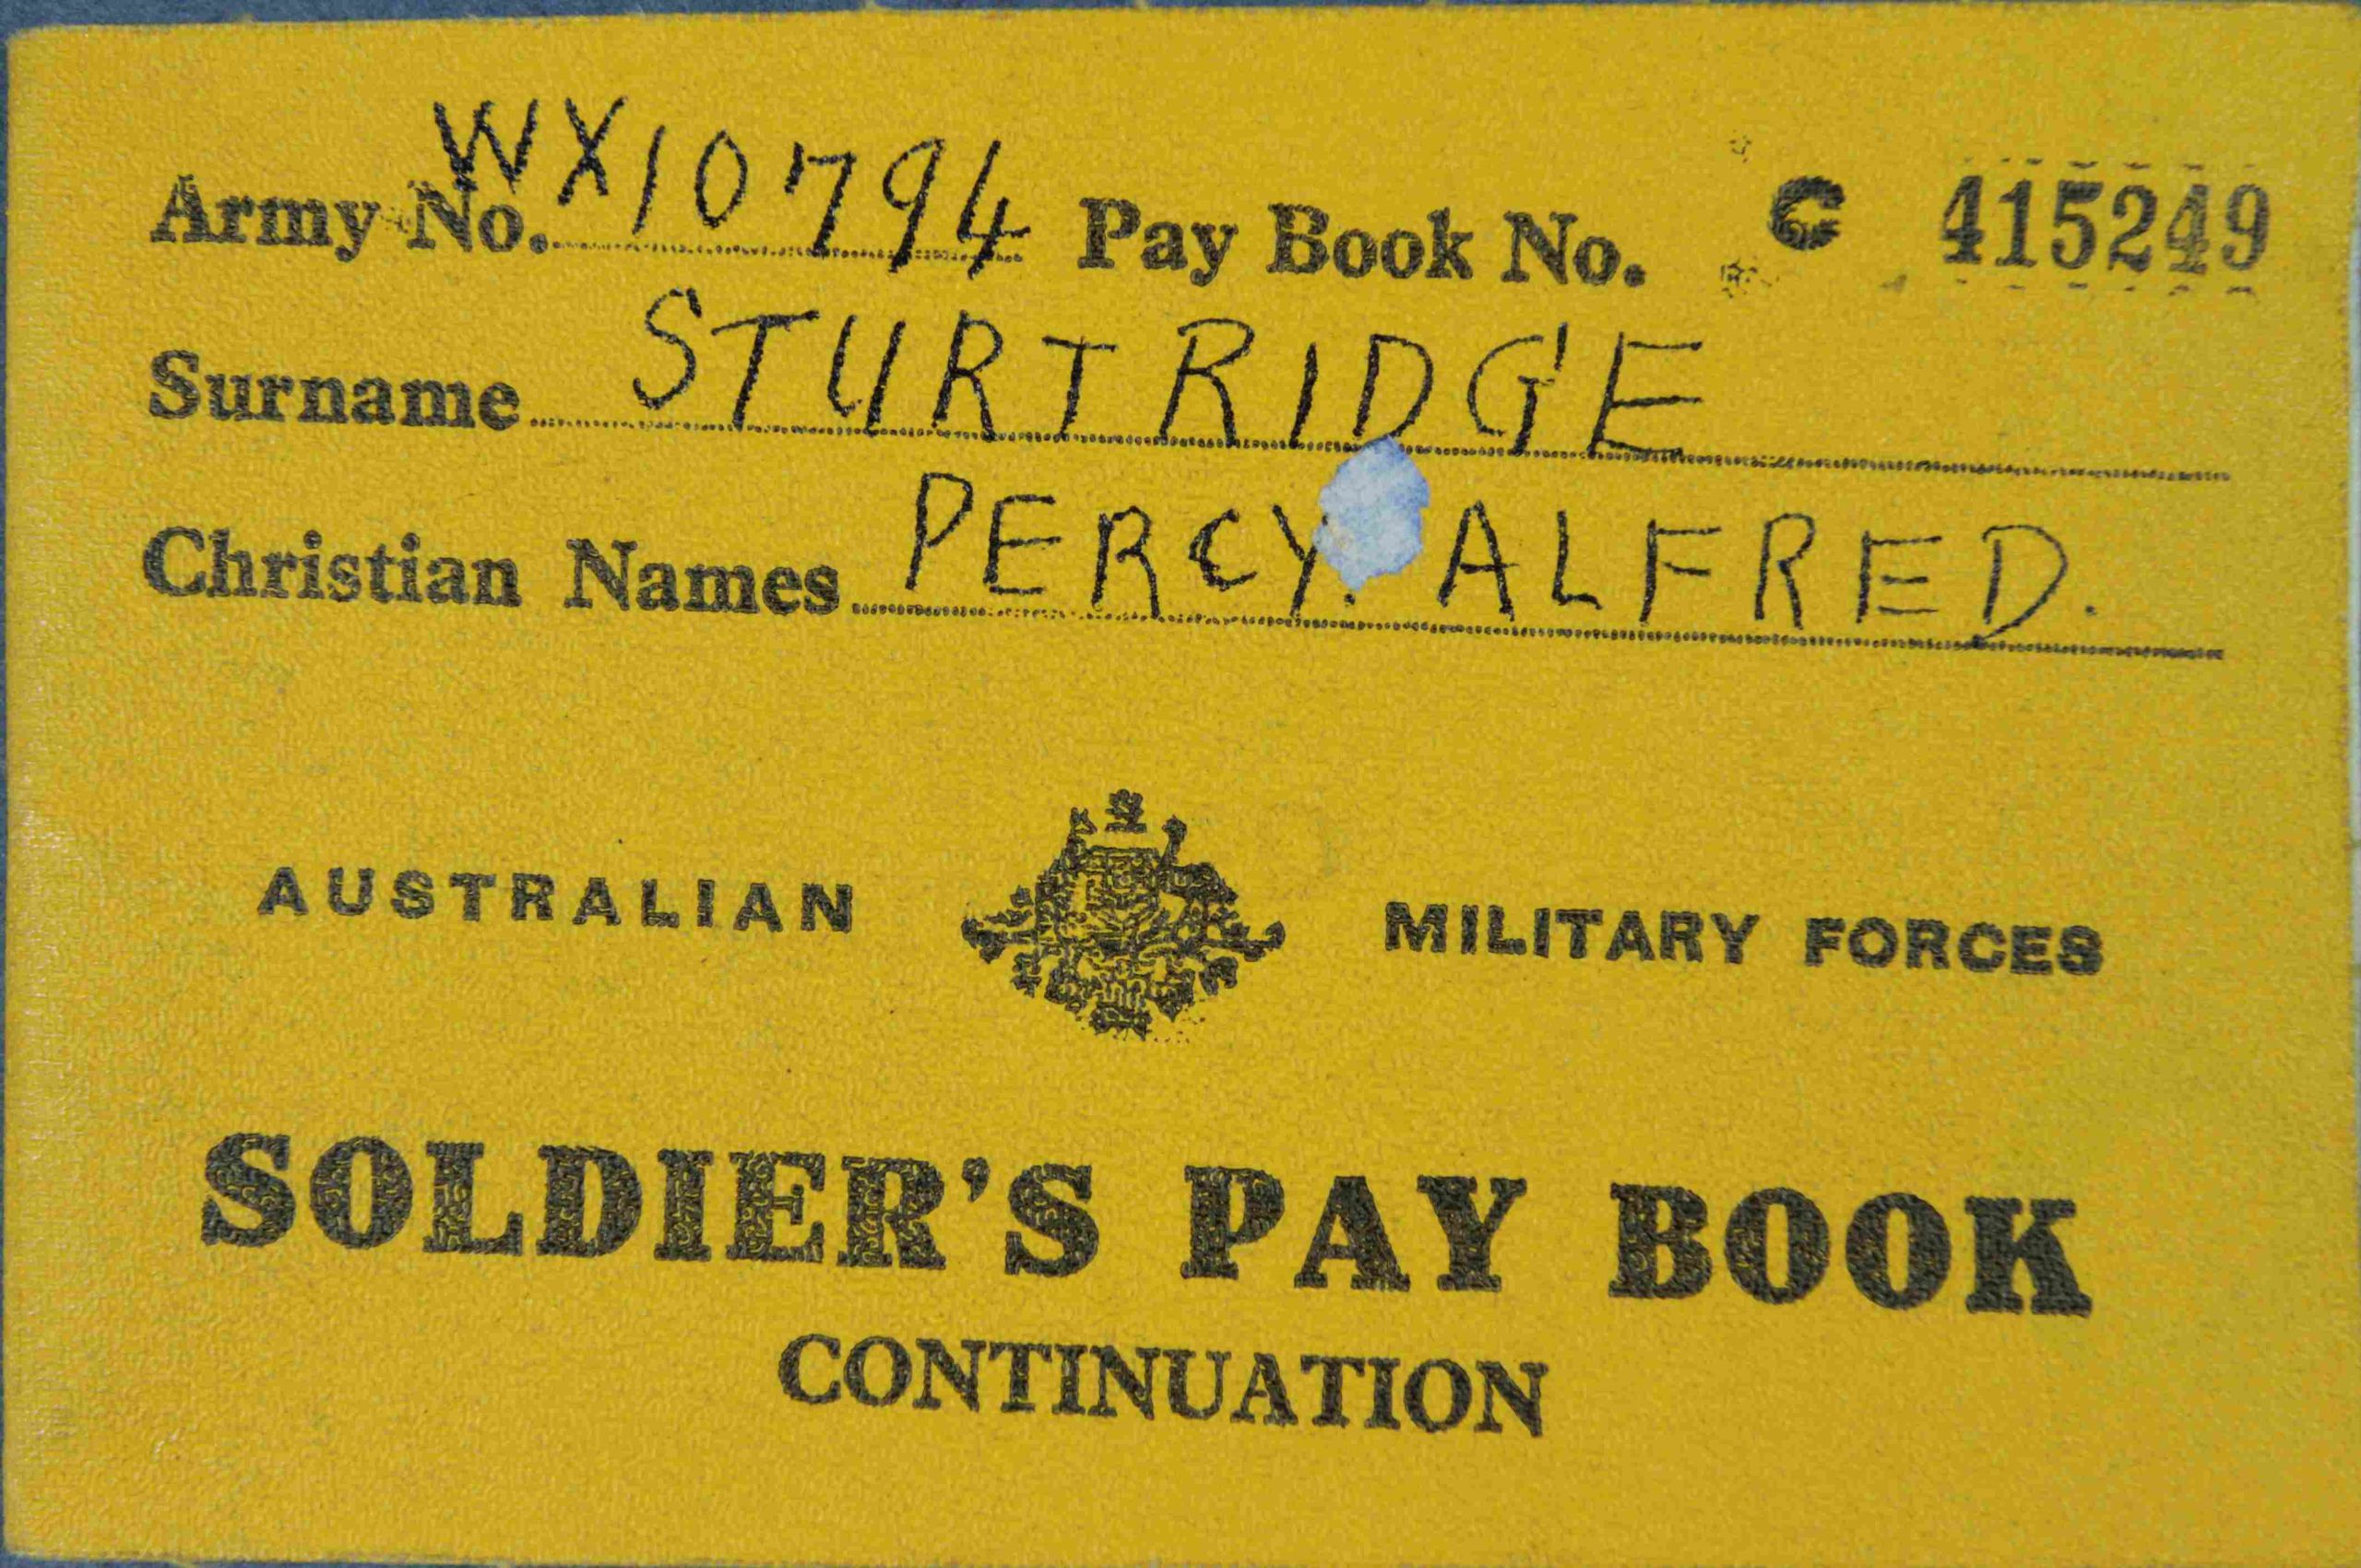 Army No. WX10794 Pay Book No. C 415249
Surname STURTRIDGE
Christian Names PERCY. ALFRED.
AUSTRALIAN MILITARY FORCES
SOLDIER'S PAY BOOK
CONTINUATION